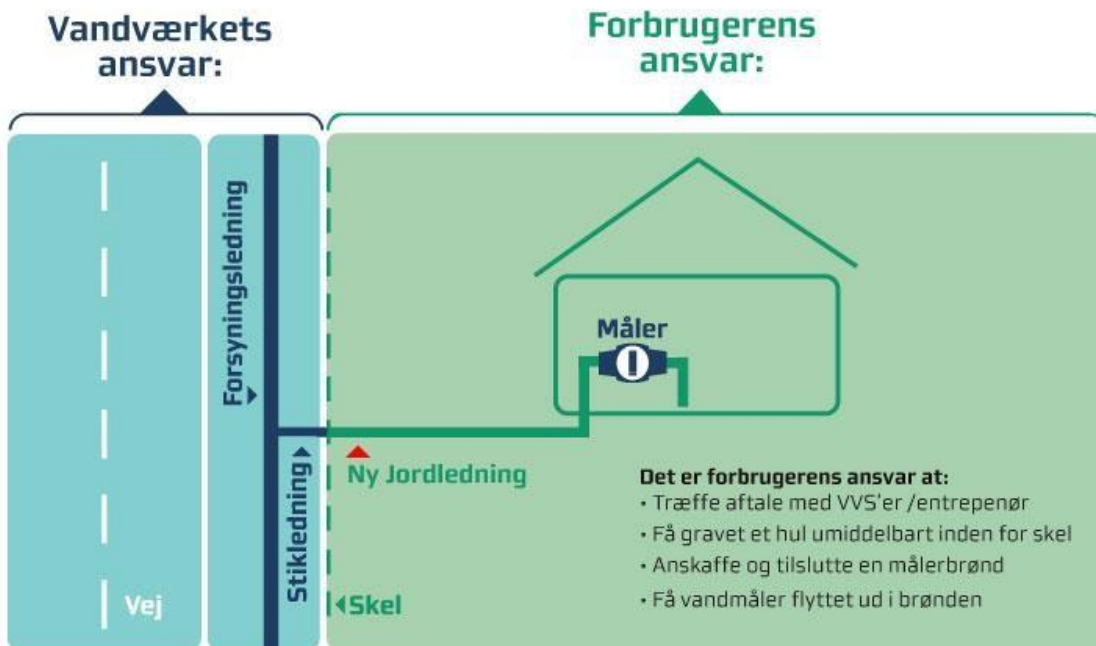 Vandværkets
ansvar:
Forbrugerens
ansvar:
Forsyningsledning
Måler
Stikledning
Ny Jordledning
Vej
Skel
Det er forbrugerens ansvar at:
• Træffe aftale med VVS'er /entrepenør
• Få gravet et hul umiddelbart inden for skel
• Anskaffe og tilslutte en målerbrønd
• Få vandmåler flyttet ud i brønden